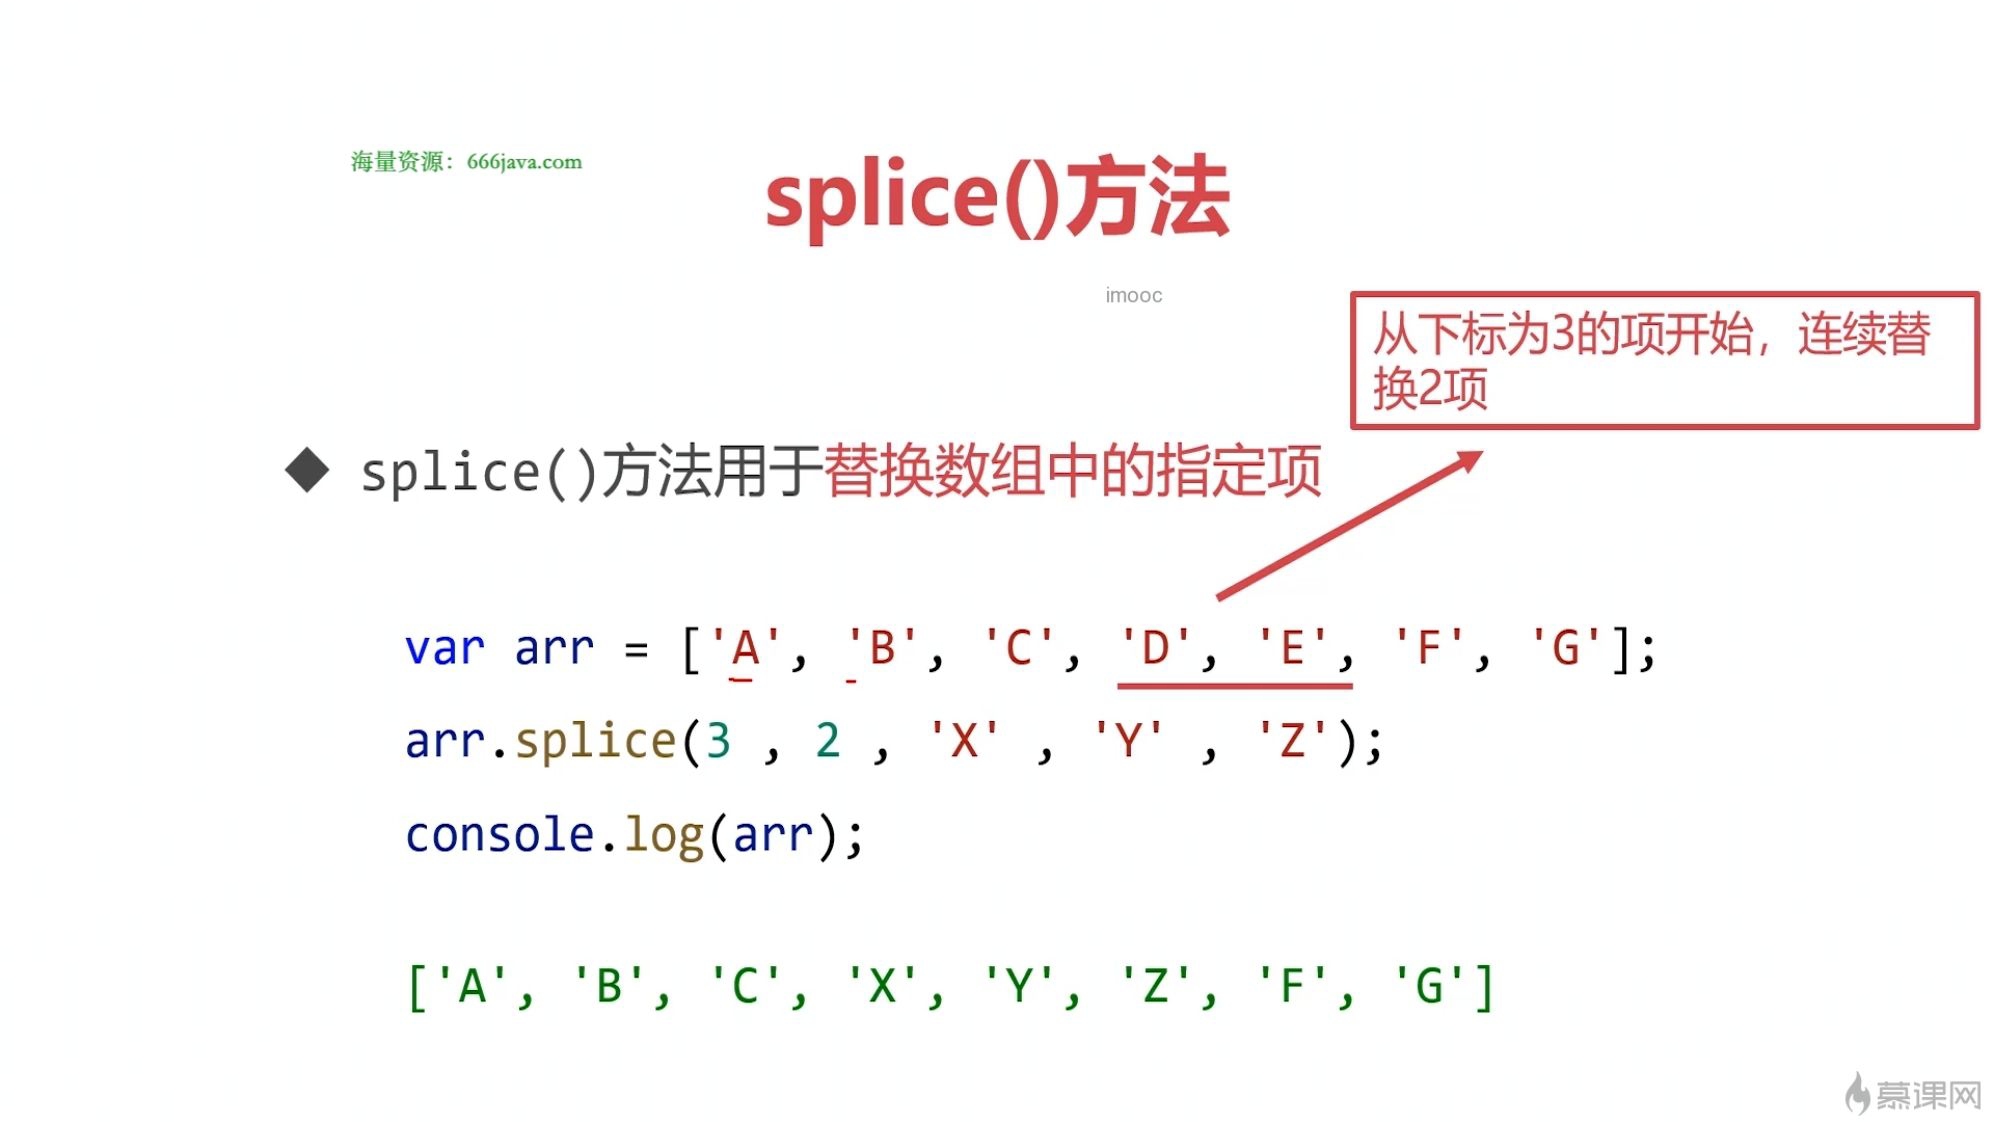 海量资源：666java.com
splice()方法
imooc
从下标为3的项开始，连续替
换2项
splice()方法用于替换数组中的指定项
var arr = ['A', 'B', 'C', 'D', 'E', 'F', 'G'];
arr.splice(3 , 2 , 'X' , 'Y' , 'Z');
console.log(arr);
['A', 'B', 'C', 'X', 'Y', 'Z', 'F', 'G']
慕课网